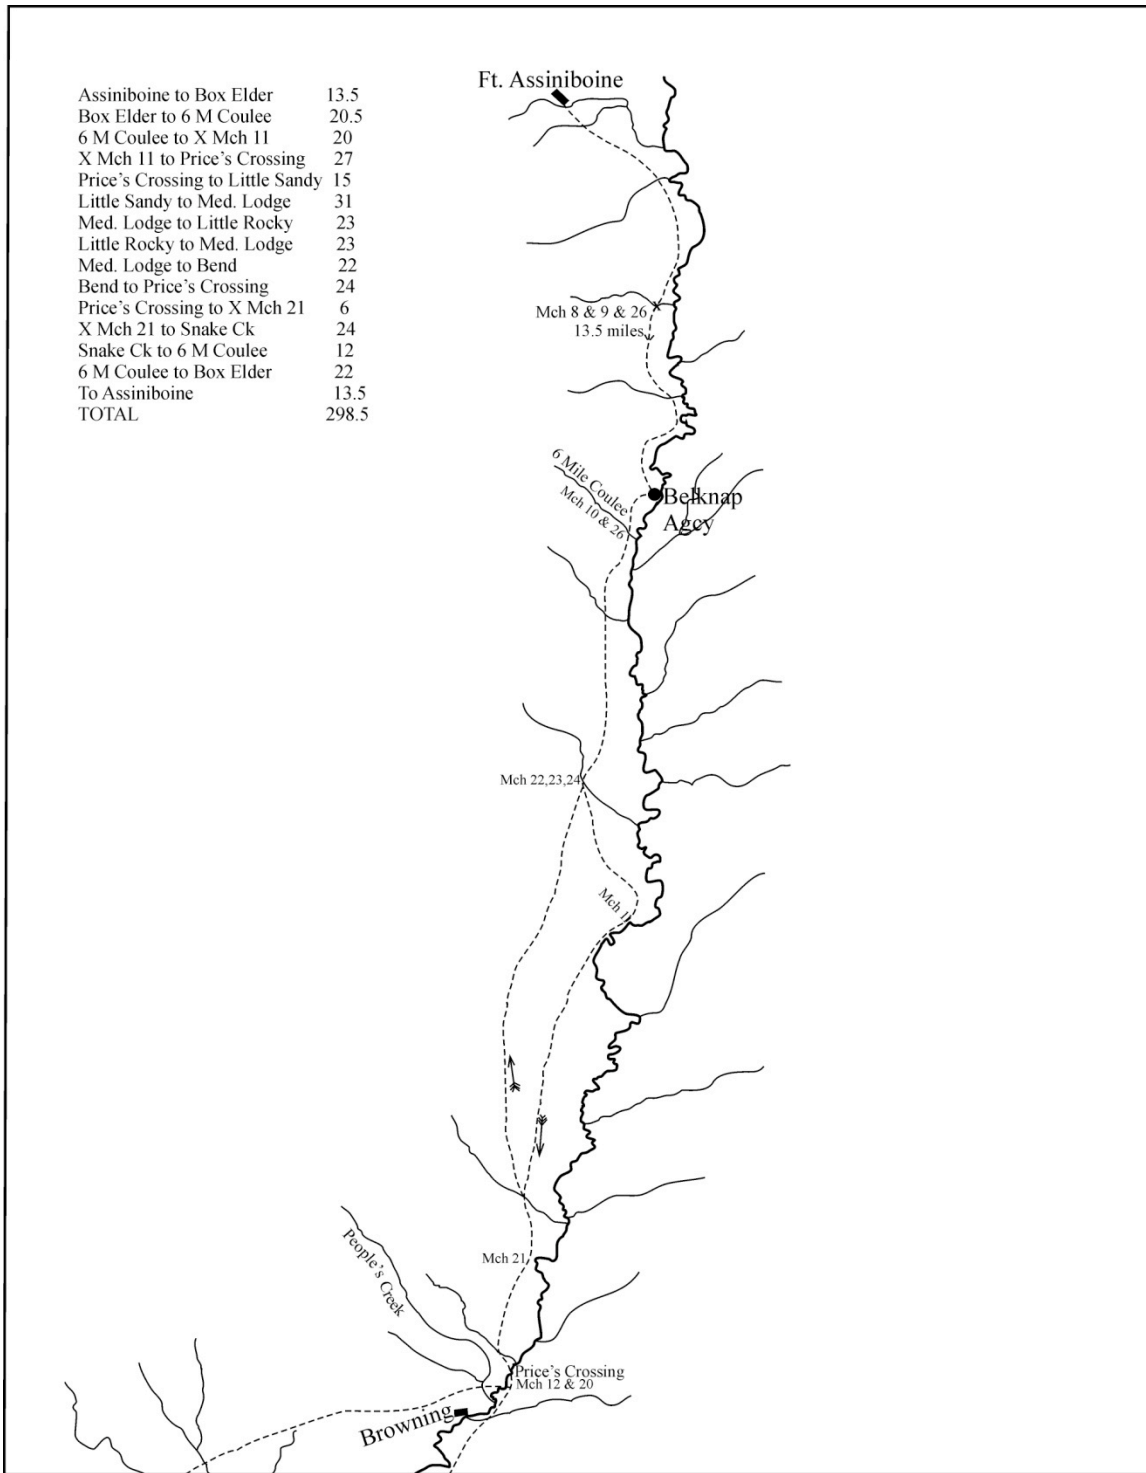 Ft. Assiniboine
Assiniboine to Box Elder 13.5
Box Elder to 6 M Coulee 20.5
6 M Coulee to X Mch 11 20
X Mch 11 to Price's Crossing 27
Price's Crossing to Little Sandy 15
Little Sandy to Med. Lodge 31
Med. Lodge to Little Rocky 23
Little Rocky to Med. Lodge 23
Med. Lodge to Bend 22
Bend to Price's Crossing 24
Price's Crossing to X Mch 21 6
X Mch 21 to Snake Ck 24
Snake Ck to 6 M Coulee 12
6 M Coulee to Box Elder 22
To Assiniboine 13.5
TOTAL 298.5
Mch 8 & 9 & 26
13.5 miles
6 Mile Coulee
Mch 10 & 26
Belknap
Agcy
Mch 22,23,24
Mch 11
Mch 21
People's Creek
Price's Crossing
Mch 12 & 20
Browning